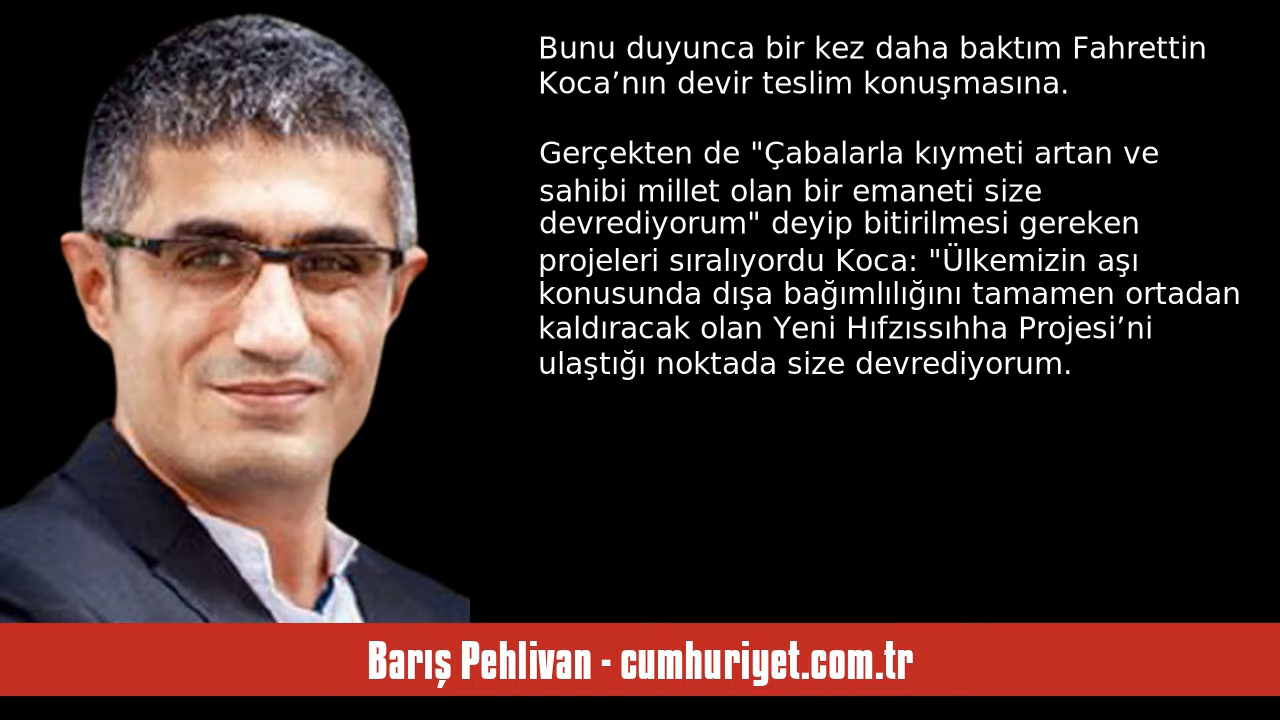 Bunu duyunca bir kez daha baktım Fahrettin
Koca’nın devir teslim konuşmasına.
Gerçekten de "Çabalarla kıymeti artan ve
sahibi millet olan bir emaneti size
devrediyorum" deyip bitirilmesi gereken
projeleri sıralıyordu Koca: "Ülkemizin aşı
konusunda dışa bağımlılığını tamamen ortadan
kaldıracak olan Yeni Hıfzıssıhha Projesi’ni
ulaştığı noktada size devrediyorum.
Barış Pehlivan - cumhuriyet.com.tr